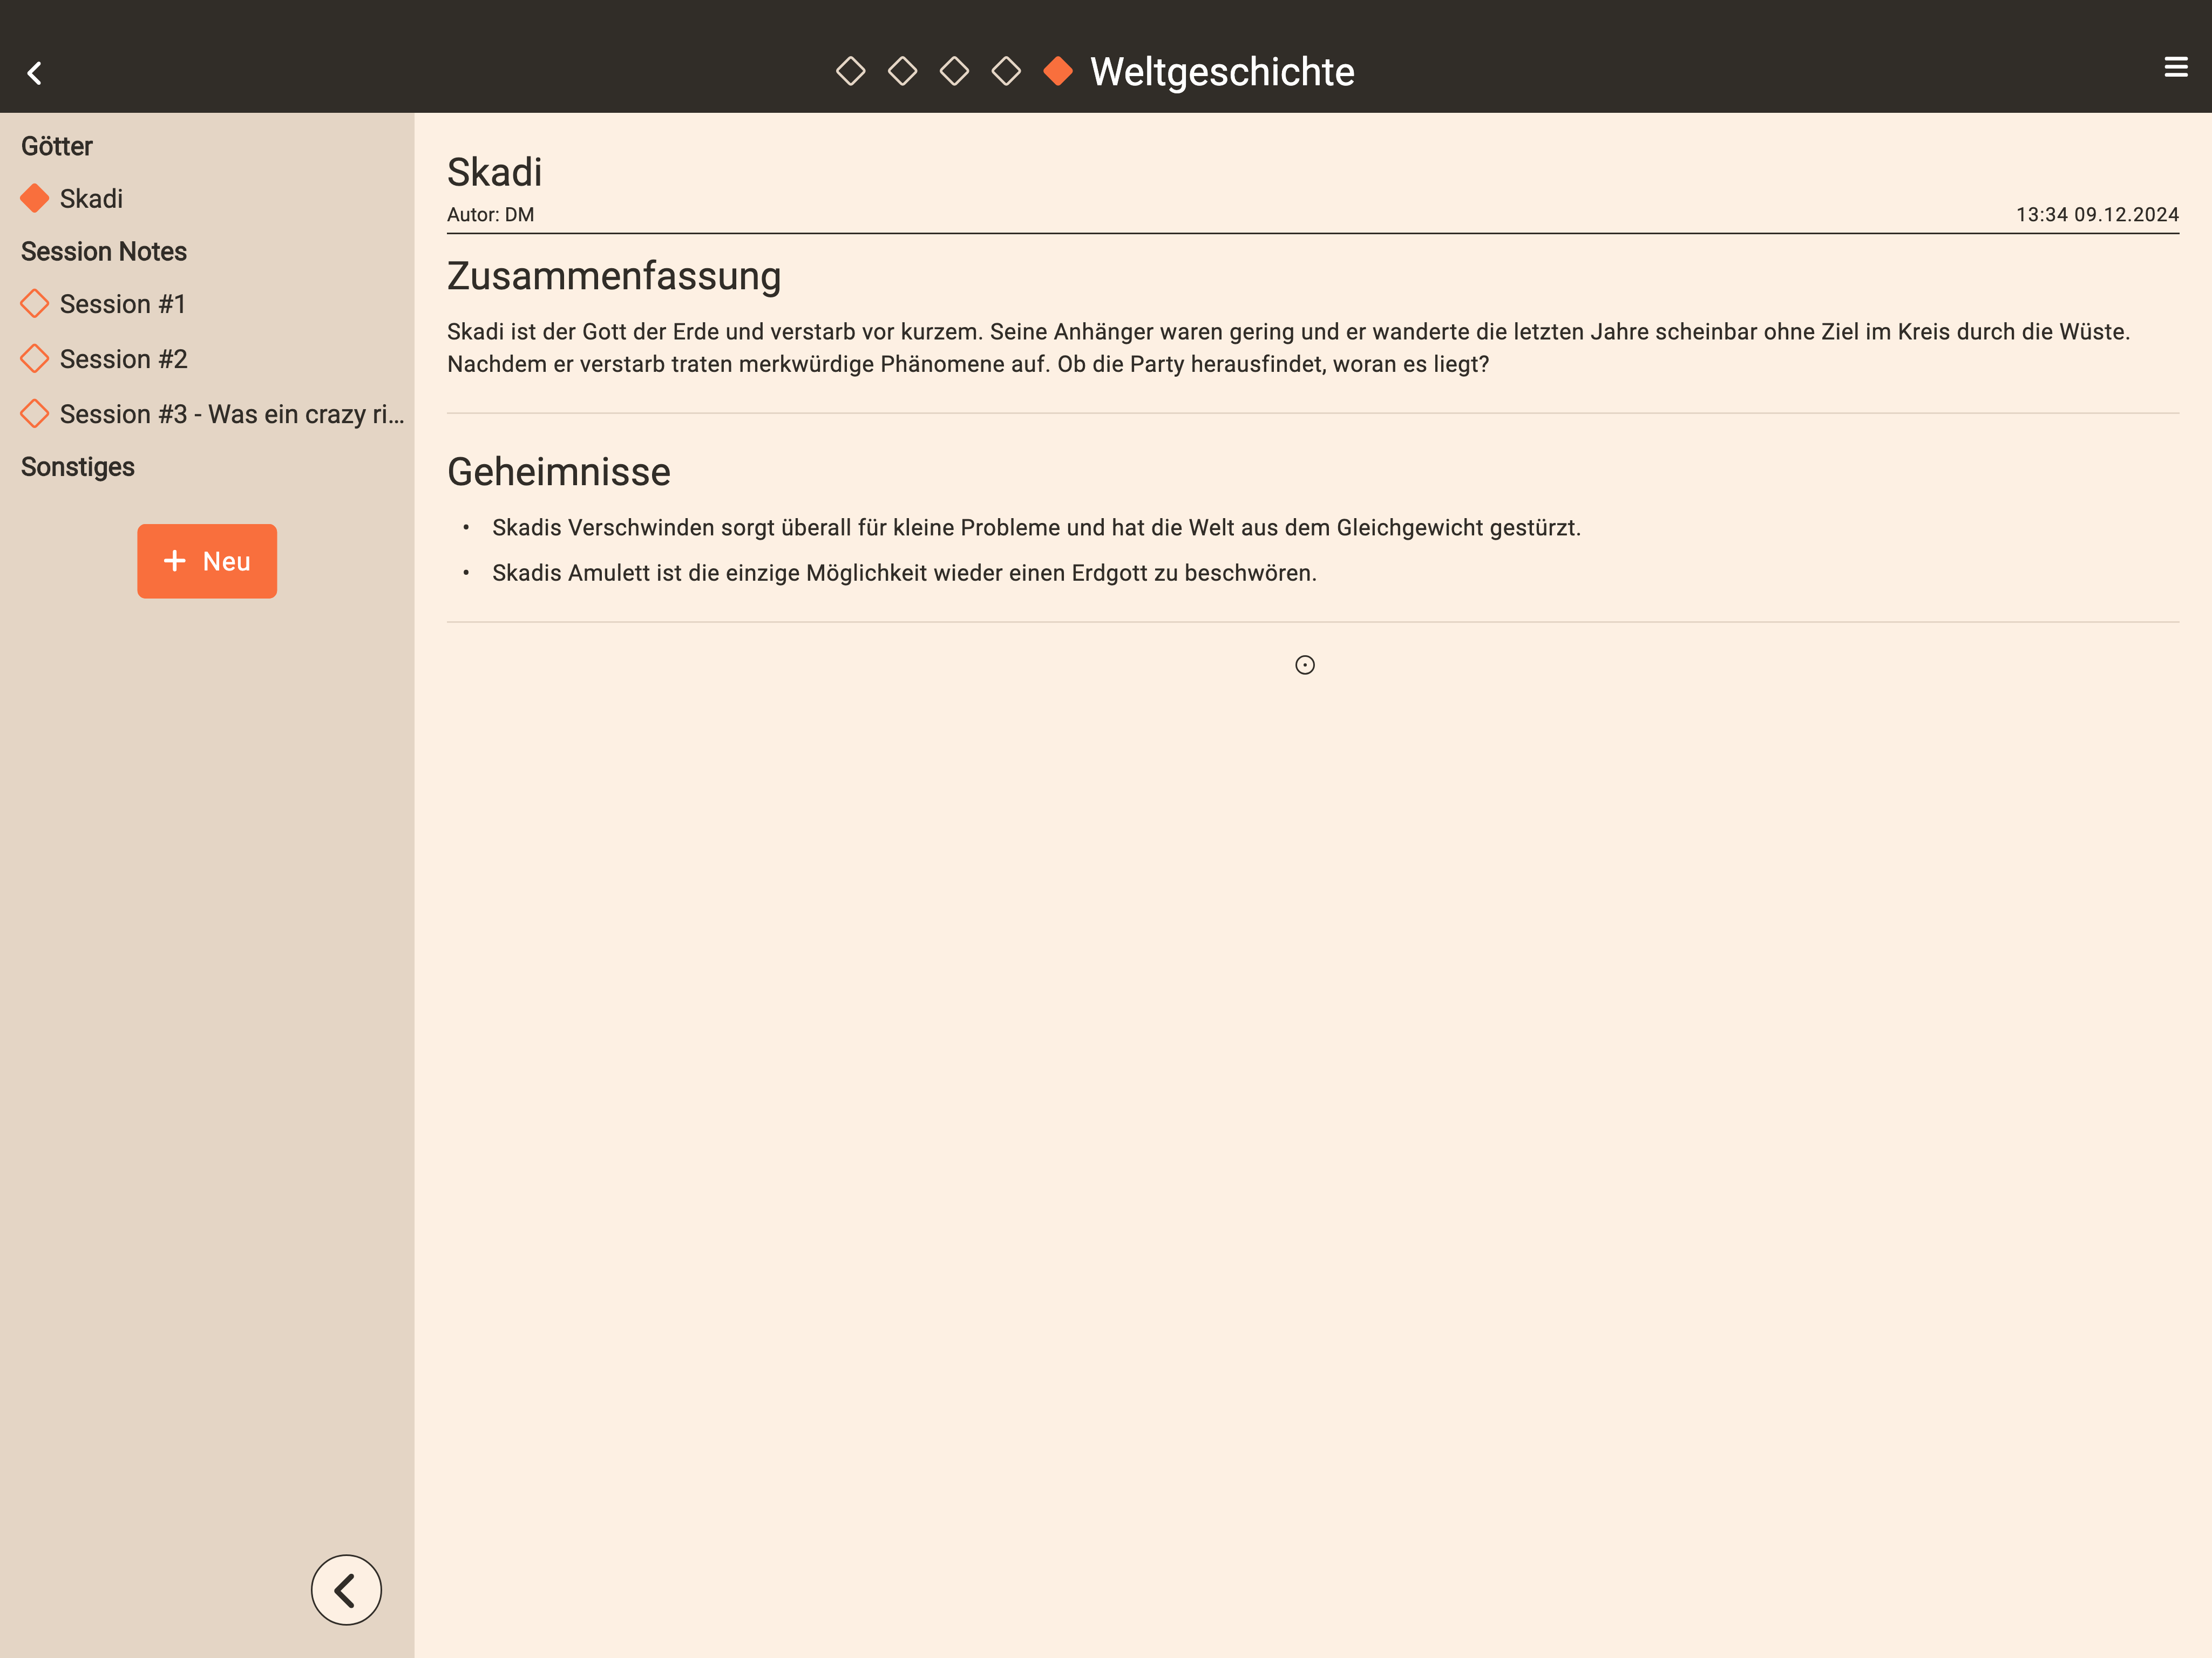 Weltgeschichte
Götter
Skadi
Session Notes
Session #1
Session #2
Session #3 - Was ein crazy ri...
Sonstiges
Neu
Skadi
Autor: DM
13:34 09.12.2024
Zusammenfassung
Skadi ist der Gott der Erde und verstarb vor kurzem. Seine Anhänger waren gering und er wanderte die letzten Jahre scheinbar ohne Ziel im Kreis durch die Wüste.
Nachdem er verstarb traten merkwürdige Phänomene auf. Ob die Party herausfindet, woran es liegt?
Geheimnisse
• Skadis Verschwinden sorgt überall für kleine Probleme und hat die Welt aus dem Gleichgewicht gestürzt.
• Skadis Amulett ist die einzige Möglichkeit wieder einen Erdgott zu beschwören.